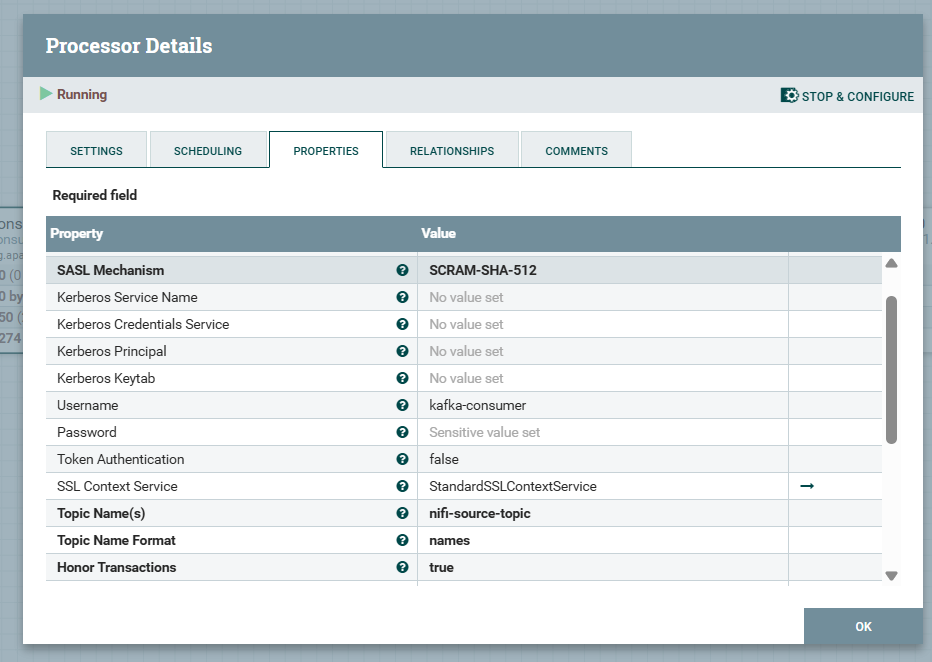 Processor Details
Running
STOP & CONFIGURE
SETTINGS SCHEDULING PROPERTIES RELATIONSHIPS COMMENTS
Required field
Property Value
SASL Mechanism SCRAM-SHA-512
Kerberos Service Name No value set
Kerberos Credentials Service No value set
Kerberos Principal No value set
Kerberos Keytab No value set
Username kafka-consumer
Password Sensitive value set
Token Authentication false
SSL Context Service StandardSSLContextService
Topic Name(s) nifi-source-topic
Topic Name Format names
Honor Transactions true
OK